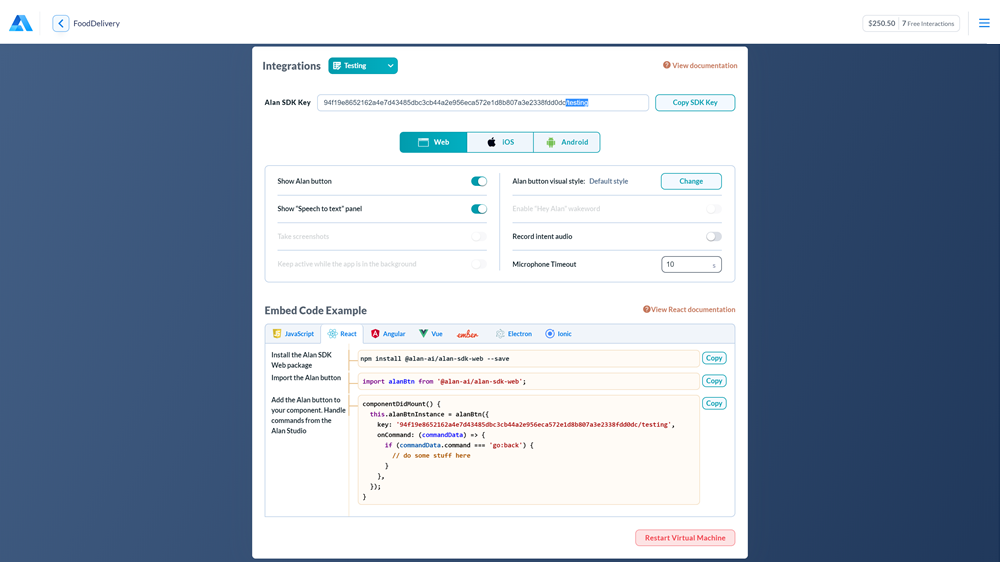 FoodDelivery
$250.50 7 Free Interactions
Integrations Testing View documentation
Alan SDK Key 94f19e8652162a4e7d43485dbc3cb44a2e956eca572e1d8b807a3e2338fdd0dc/testing Copy SDK Key
Web iOS Android
Show Alan button
Show "Speech to text" panel
Take screenshots
Keep active while the app is in the background
Alan button visual style: Default style Change
Enable "Hey Alan" wakeword
Record intent audio
Microphone Timeout 10 s.
Embed Code Example View React documentation
JavaScript React Angular Vue ember Electron Ionic
Install the Alan SDK
Web package
npm install @alan-ai/alan-sdk-web --save
Copy
Import the Alan button
import alanBtn from '@alan-ai/alan-sdk-web';
Copy
Add the Alan button to
your component. Handle
commands from the
Alan Studio
componentDidMount() {
this.alanBtnInstance = alanBtn({
key: '94f19e8652162a4e7d43485dbc3cb44a2e956eca572e1d8b807a3e2338fdd0dc/testing',
onCommand: (commandData) => {
if (commandData.command === 'go:back') {
// do some stuff here
}
},
});
}
Copy
Restart Virtual Machine